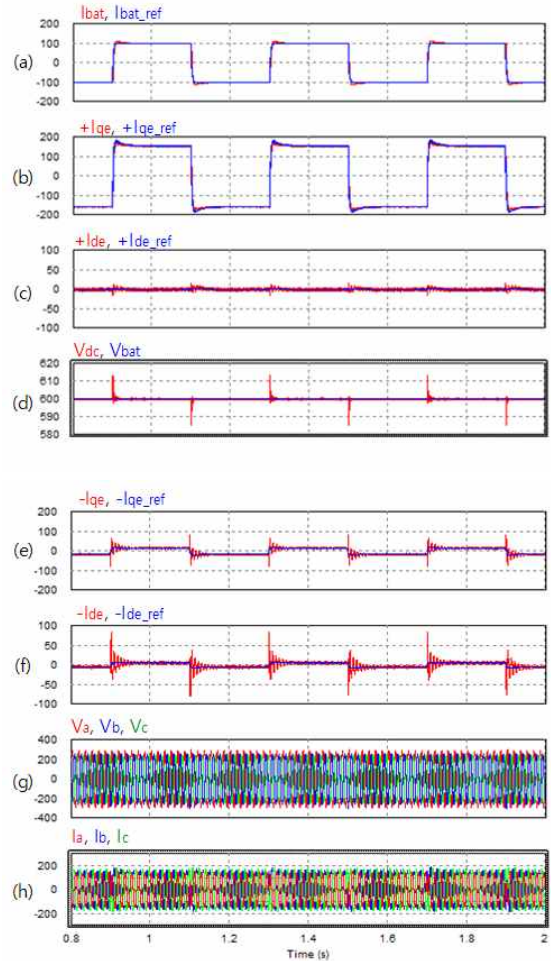 Ibat, Ibat_ref
(a)
200
100
0
-100
-200
+Iqe, +Iqe_ref
(b)
200
100
0
-100
-200
+Ide, +Ide_ref
(c)
100
50
0
-50
-100
Vdc, Vbat
(d)
620
610
600
590
580
-Iqe, -Iqe_ref
(e)
200
100
0
-100
-200
-Ide, -Ide_ref
(f)
100
50
0
-50
-100
Va, Vb, Vc
(g)
400
200
0
-200
-400
Ia, Ib, Ic
(h)
200
0
-200
0.8 1 1.2 1.4 1.6 1.8 2
Time (s)